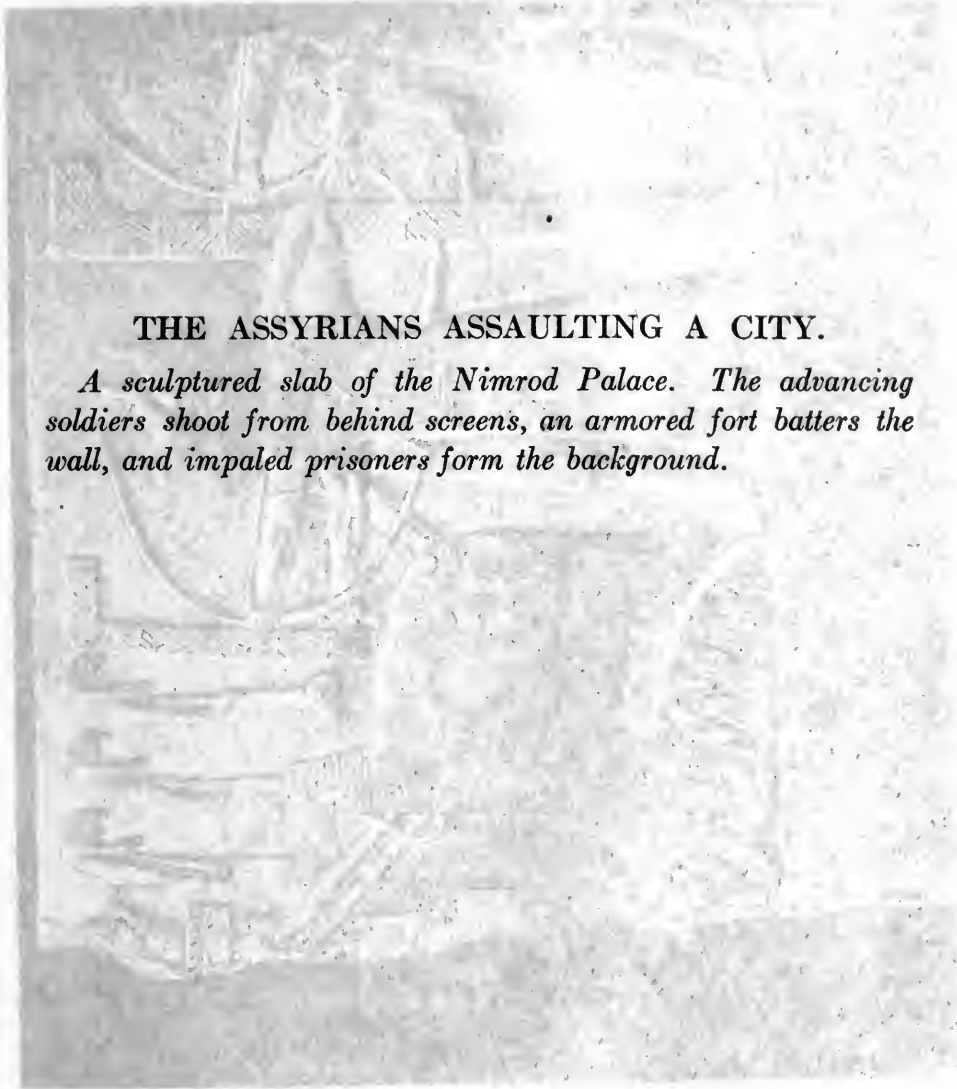 THE ASSYRIANS ASSAULTING A CITY.
A sculptured slab of the Nimrod Palace. The advancing
soldiers shoot from behind screens, an armored fort batters the
wall, and impaled prisoners form the background.